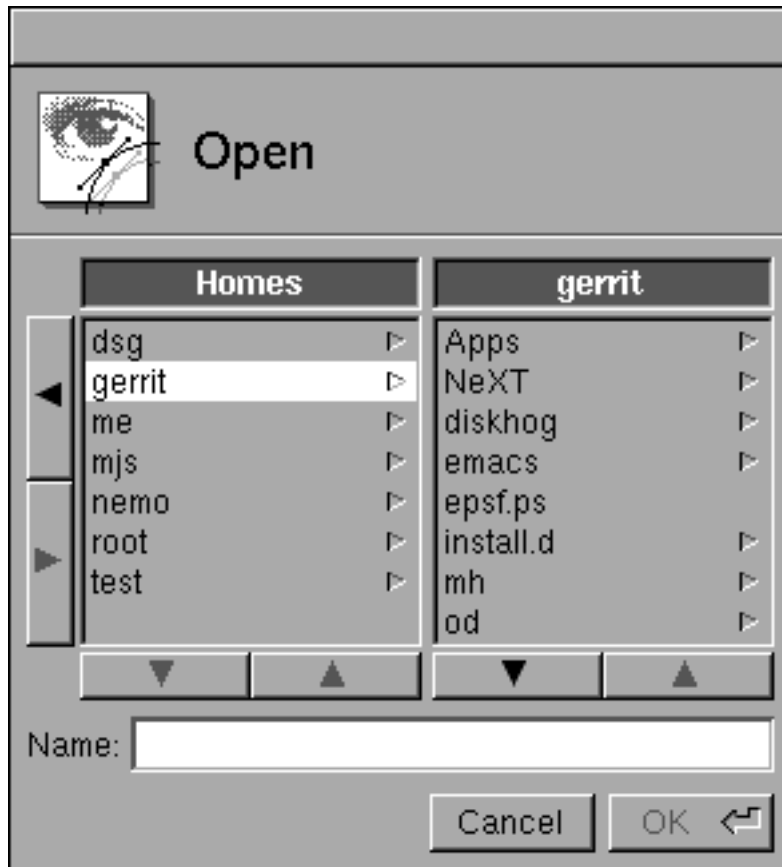 Open
Homes
gerrit
dsg
gerrit
me
mjs
nemo
root
test
Apps
NeXT
diskhog
emacs
epsf.ps
install.d
mh
od
Name:
Cancel
OK